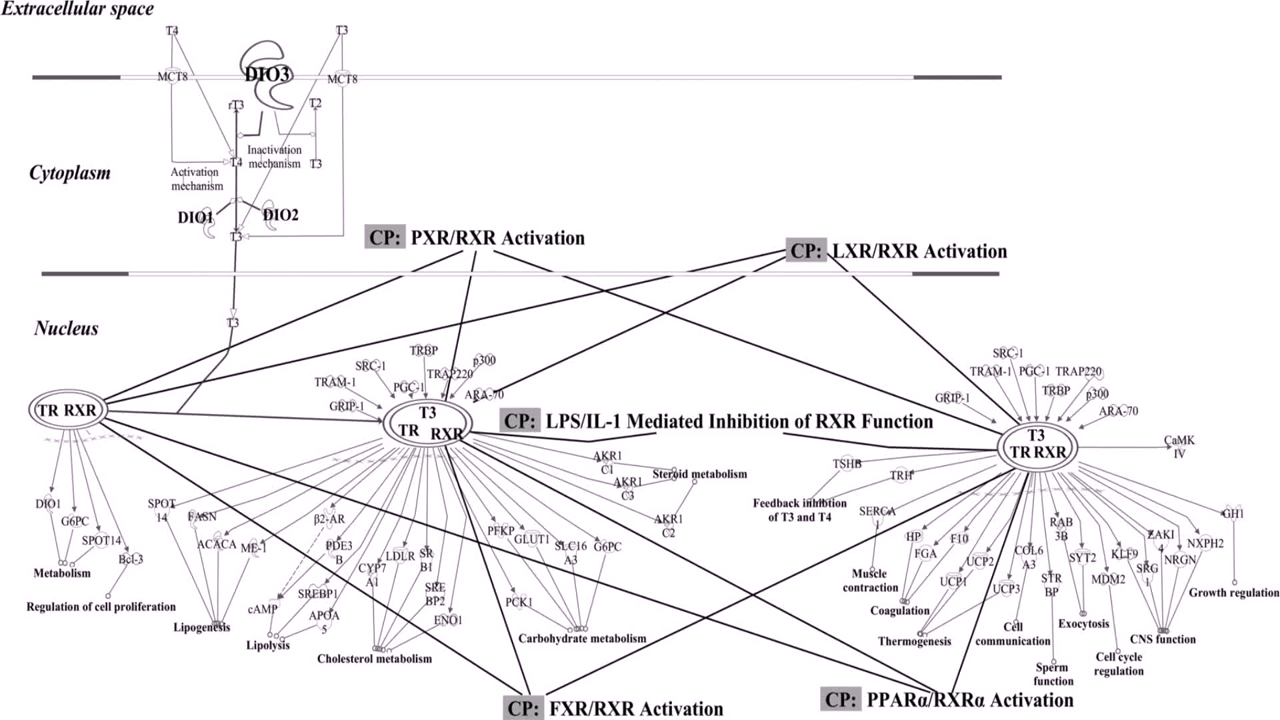 Extracellular space
T4
T3
MCT8
DIO3
MCT8
rT3
T2
Inactivation
mechanism
T4
T3
Activation
mechanism
Cytoplasm
DIO1
DIO2
T3
CP: PXR/RXR Activation
CP: LXR/RXR Activation
Nucleus
T3
TRBP
SRC-1
p300
TRAP220
TRAM-1
PGC-1
ARA-70
GRIP-1
SRC-1
TRAM-1
PGC-1
TRAP220
TRBP
p300
GRIP-1
ARA-70
TR RXR
T3
TR RXR
CP: LPS/IL-1 Mediated Inhibition of RXR Function
T3
TR RXR
CaMK
IV
DIO1
G6PC
SPOT14
Bcl-3
Metabolism
Regulation of cell proliferation
SPOT
14
FASN
ACACA
ME-1
Lipogenesis
β2-AR
PDE3
B
SREBP1
cAMP
APOA
5
Lipolysis
CYP7
A1
LDLR
SR
B1
SRE
BP2
ENO1
Cholesterol metabolism
PFKP
GLUT1
SLC16
A3
G6PC
PCK1
Carbohydrate metabolism
AKR1
C1
AKR1
C3
AKR1
C2
Steroid metabolism
TSHB
TRH
Feedback inhibition
of T3 and T4
SERCA
Muscle
contraction
HP
FGA
F10
Coagulation
UCP2
UCP1
UCP3
Thermogenesis
COL6
A3
Cell
communication
STR
BP
Sperm
function
RAB
3B
SYT2
Exocytosis
MDM2
Cell cycle
regulation
KLF9
SRG
1
ZAKI
4
NRGN
NXPH2
CNS function
GH1
Growth regulation
CP: FXR/RXR Activation
CP: PPARα/RXRα Activation